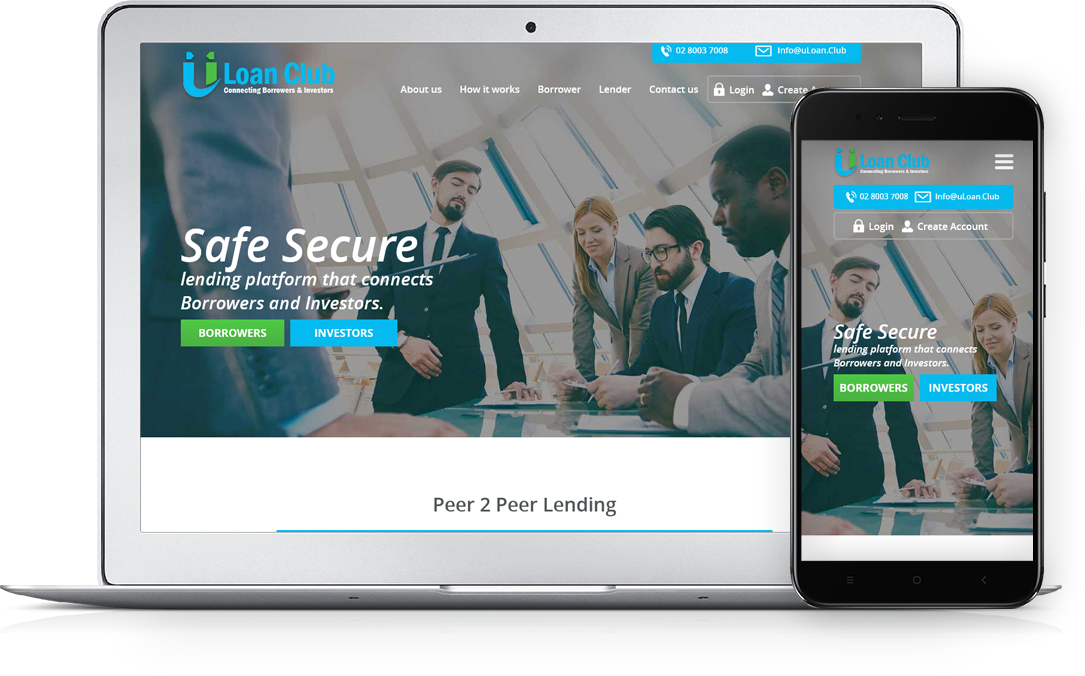 02 8003 7008 Info@uLoan.Club
Loan Club
Connecting Borrowers & Investors
About us How it works Borrower Lender Contact us Login Create A
Safe Secure
lending platform that connects
Borrowers and Investors.
BORROWERS INVESTORS
Peer 2 Peer Lending
Loan Club
Connecting Borrowers & Investors
02 8003 7008 Info@uLoan.Club
Login Create Account
Safe Secure
lending platform that connects
Borrowers and Investors.
BORROWERS INVESTORS